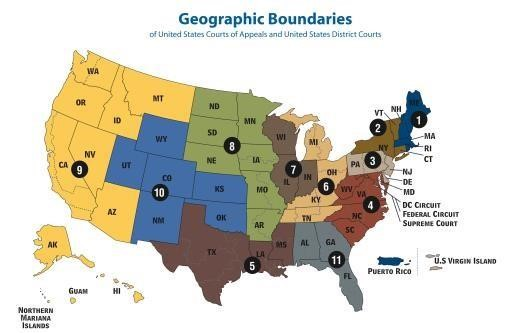 Geographic Boundaries
of United States Courts of Appeals and United States District Courts
WA
MT
ND
MN
OR
ID
SD
WI
MI
VT
NH
ME
1
2
NY
MA
RI
CT
WY
8
NE
IA
7
IL
IN
OH
6
PA
3
NJ
DE
MD
CA
NV
9
UT
CO
10
KS
MO
KY
WV
VA
4
DC Circuit
Federal Circuit
Supreme Court
AZ
NM
OK
AR
TN
NC
SC
TX
LA
5
MS
AL
GA
11
FL
AK
Guam
HI
Northern
Mariana
Islands
Puerto Rico
U.S Virgin Island